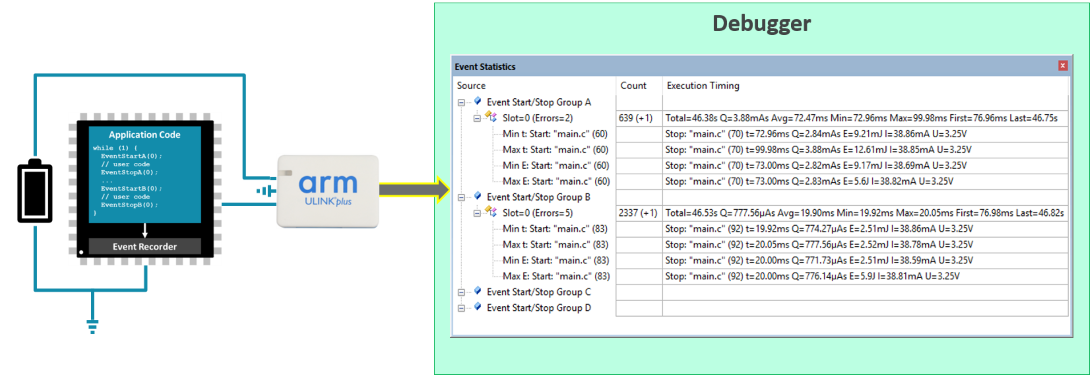 Debugger
Event Statistics
Source Count Execution Timing
Event Start/Stop Group A
Slot=0 (Errors=2) 639 (+1) Total=46.38s Q=3.88mAs Avg=72.47ms Min=72.96ms Max=99.98ms First=76.96ms Last=46.75s
Min t: Start: "main.c" (60) Stop: "main.c" (70) t=72.96ms Q=2.84mAs E=9.21mJ I=38.86mA U=3.25V
Max t: Start: "main.c" (60) Stop: "main.c" (70) t=99.98ms Q=3.88mAs E=12.61mJ I=38.85mA U=3.25V
Min E: Start: "main.c" (60) Stop: "main.c" (70) t=73.00ms Q=2.82mAs E=9.17mJ I=38.69mA U=3.25V
Max E: Start: "main.c" (60) Stop: "main.c" (70) t=73.00ms Q=2.83mAs E=5.6J I=38.82mA U=3.25V
Event Start/Stop Group B
Slot=0 (Errors=5) 2337 (+1) Total=46.53s Q=777.56µAs Avg=19.90ms Min=19.92ms Max=20.05ms First=76.98ms Last=46.82s
Min t: Start: "main.c" (83) Stop: "main.c" (92) t=19.92ms Q=774.27µAs E=2.51mJ I=38.86mA U=3.25V
Max t: Start: "main.c" (83) Stop: "main.c" (92) t=20.05ms Q=777.56µAs E=2.52mJ I=38.78mA U=3.25V
Min E: Start: "main.c" (83) Stop: "main.c" (92) t=20.00ms Q=771.73µAs E=2.51mJ I=38.59mA U=3.25V
Max E: Start: "main.c" (83) Stop: "main.c" (92) t=20.00ms Q=776.14µAs E=5.9J I=38.81mA U=3.25V
Event Start/Stop Group C
Event Start/Stop Group D
Application Code
while (1) {
EventStartA(0);
// user code
EventStopA(0);
...
EventStartB(0);
// user code
EventStopB(0);
}
Event Recorder
arm
ULINKplus